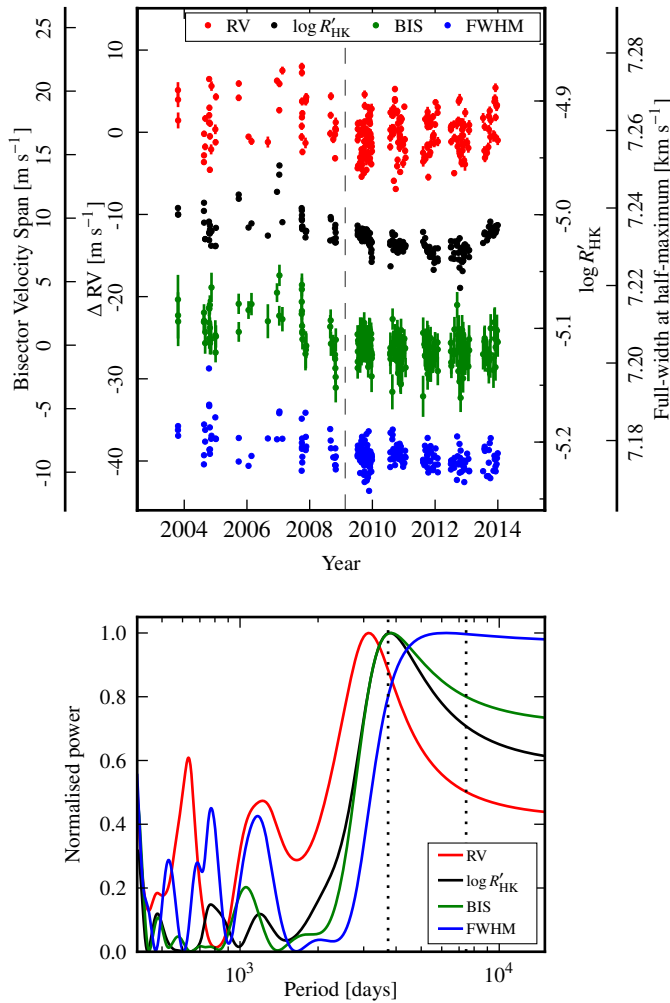 RV log R′HK BIS FWHM
Bisector Velocity Span [m s−1]
25
20
15
10
5
0
-5
-10
Δ RV [m s−1]
10
0
-10
-20
-30
-40
log R′HK
-4.9
-5.0
-5.1
-5.2
Full-width at half-maximum [km s−1]
7.28
7.26
7.24
7.22
7.20
7.18
2004 2006 2008 2010 2012 2014
Year
Normalised power
1.0
0.8
0.6
0.4
0.2
0.0
RV
log R′HK
BIS
FWHM
10^3 10^4
Period [days]